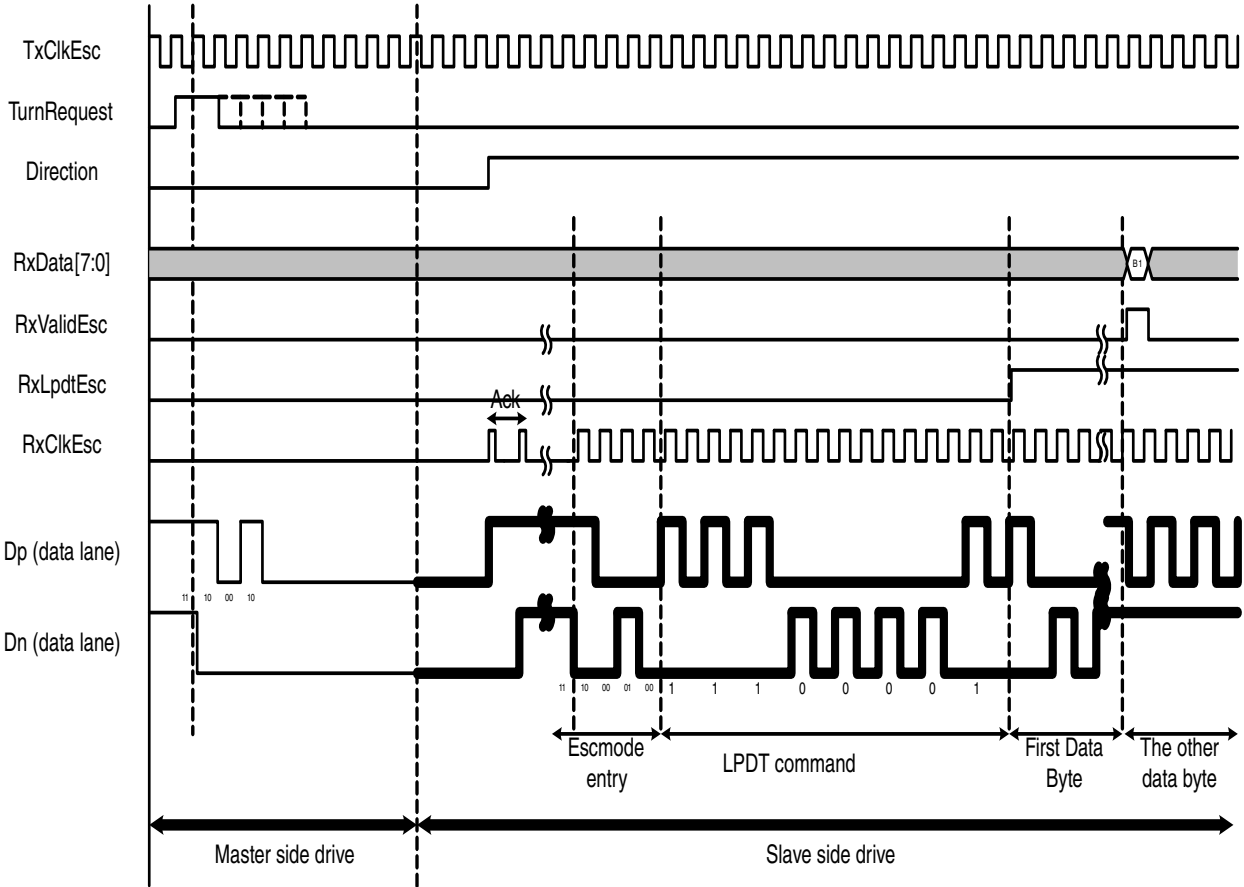 TxClkEsc
TurnRequest
Direction
RxData[7:0]
B1
RxValidEsc
RxLpdtEsc
Ack
RxClkEsc
Dp (data lane)
11 10 00 10
Dn (data lane)
11 10 00 01 00 1 1 1 0 0 0 0 1
Escmode
entry
LPDT command
First Data
Byte
The other
data byte
Master side drive
Slave side drive